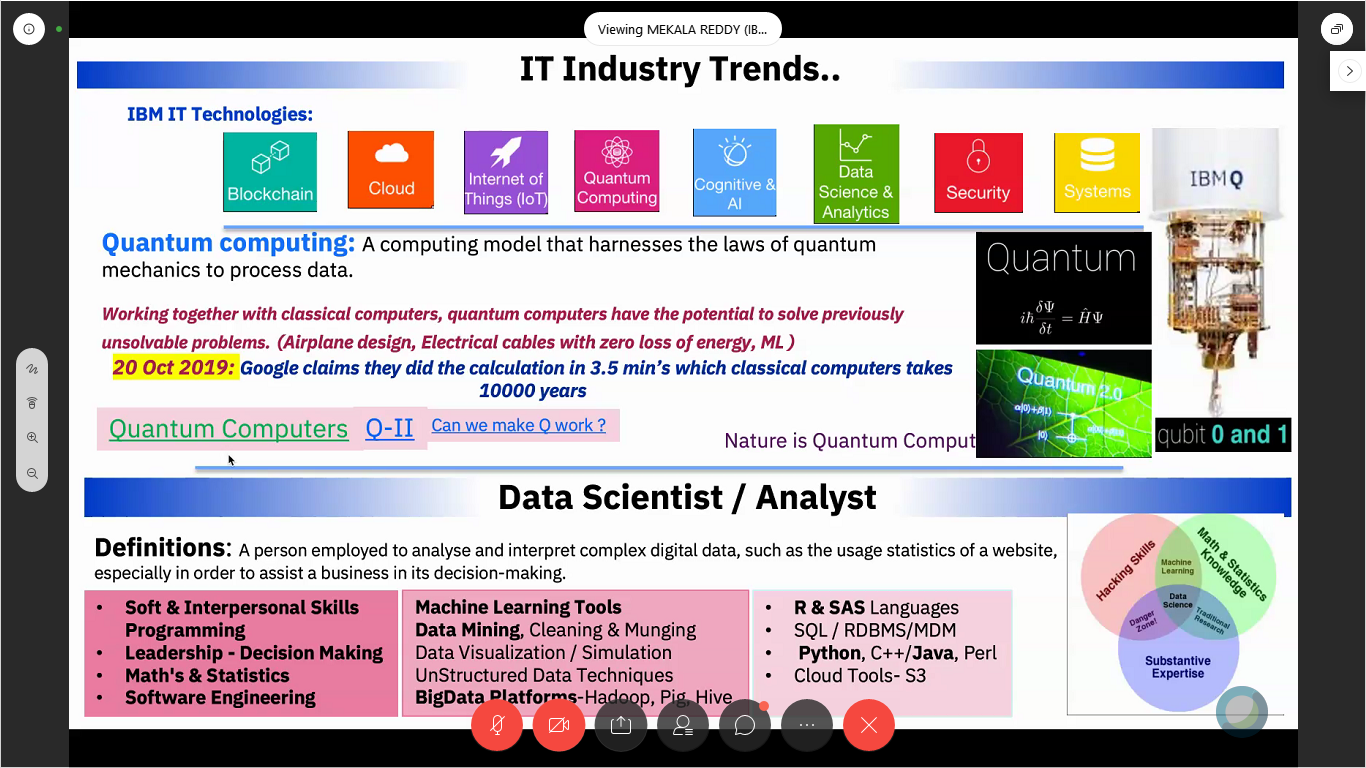 Viewing MEKALA REDDY (IB...
IT Industry Trends..
IBM IT Technologies:
Blockchain
Cloud
Internet of
Things (IoT)
Quantum
Computing
Cognitive &
AI
Data
Science &
Analytics
Security
Systems
IBM Q
Quantum computing: A computing model that harnesses the laws of quantum
mechanics to process data.
Quantum
iħ δΨ/δt = ĤΨ
Working together with classical computers, quantum computers have the potential to solve previously
unsolvable problems. (Airplane design, Electrical cables with zero loss of energy, ML )
20 Oct 2019: Google claims they did the calculation in 3.5 min’s which classical computers takes
10000 years
Quantum 2.0
α|0⟩+β|1⟩
|0⟩
Quantum Computers Q-II Can we make Q work ?
Nature is Quantum Comput
qubit 0 and 1
Data Scientist / Analyst
Definitions: A person employed to analyse and interpret complex digital data, such as the usage statistics of a website,
especially in order to assist a business in its decision-making.
• Soft & Interpersonal Skills
Programming
• Leadership - Decision Making
• Math's & Statistics
• Software Engineering
Machine Learning Tools
Data Mining, Cleaning & Munging
Data Visualization / Simulation
UnStructured Data Techniques
BigData Platforms-Hadoop, Pig, Hive
• R & SAS Languages
• SQL / RDBMS/MDM
• Python, C++/Java, Perl
• Cloud Tools- S3
Hacking Skills
Math & Statistics
Knowledge
Machine
Learning
Data
Science
Danger
Zone!
Traditional
Research
Substantive
Expertise